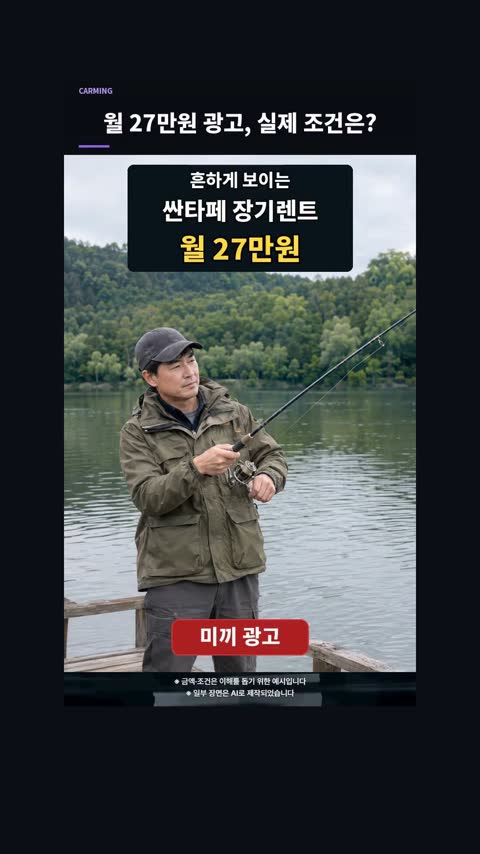 CARMING
월 27만원 광고, 실제 조건은?
흔하게 보이는
싼타페 장기렌트
월 27만원
미끼 광고
※ 금액·조건은 이해를 돕기 위한 예시입니다
※ 일부 장면은 AI로 제작되었습니다